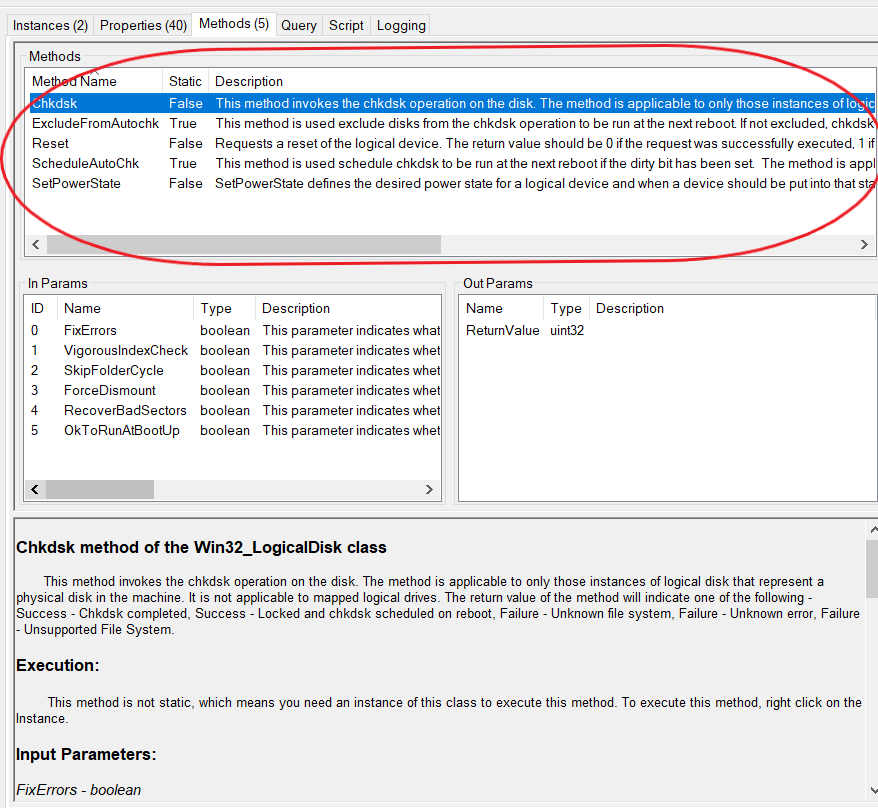 Instances (2) Properties (40) Methods (5) Query Script Logging
Methods
Method Name Static Description
Chkdsk False This method invokes the chkdsk operation on the disk. The method is applicable to only those instances of logic
ExcludeFromAutochk True This method is used exclude disks from the chkdsk operation to be run at the next reboot. If not excluded, chkdsk
Reset False Requests a reset of the logical device. The return value should be 0 if the request was successfully executed, 1 if
ScheduleAutoChk True This method is used schedule chkdsk to be run at the next reboot if the dirty bit has been set. The method is appl
SetPowerState False SetPowerState defines the desired power state for a logical device and when a device should be put into that sta
In Params
ID Name Type Description
0 FixErrors boolean This parameter indicates what
1 VigorousIndexCheck boolean This parameter indicates whet
2 SkipFolderCycle boolean This parameter indicates whet
3 ForceDismount boolean This parameter indicates whet
4 RecoverBadSectors boolean This parameter indicates whet
5 OkToRunAtBootUp boolean This parameter indicates whet
Out Params
Name Type Description
ReturnValue uint32
Chkdsk method of the Win32_LogicalDisk class
This method invokes the chkdsk operation on the disk. The method is applicable to only those instances of logical disk that represent a
physical disk in the machine. It is not applicable to mapped logical drives. The return value of the method will indicate one of the following -
Success - Chkdsk completed, Success - Locked and chkdsk scheduled on reboot, Failure - Unknown file system, Failure - Unknown error, Failure
- Unsupported File System.
Execution:
This method is not static, which means you need an instance of this class to execute this method. To execute this method, right click on the
Instance.
Input Parameters:
FixErrors - boolean